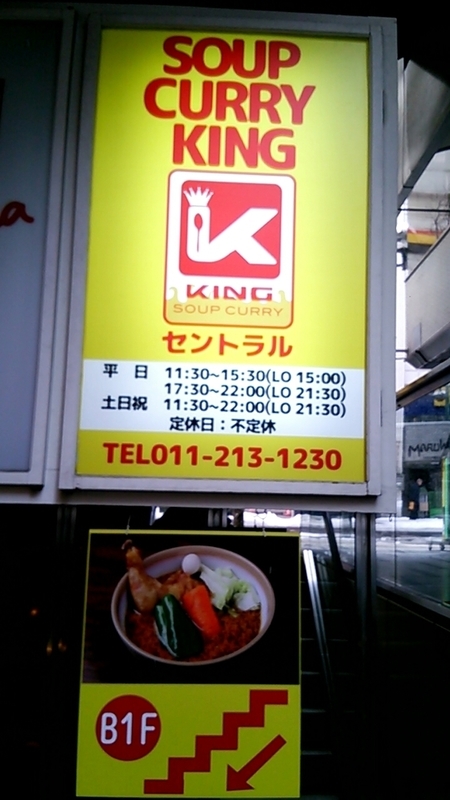 SOUP
CURRY
KING
K
KING
SOUP CURRY
セントラル
平 日 11:30~15:30(LO 15:00)
17:30~22:00(LO 21:30)
土日祝 11:30~22:00(LO 21:30)
定休日：不定休
TEL011-213-1230
B1F